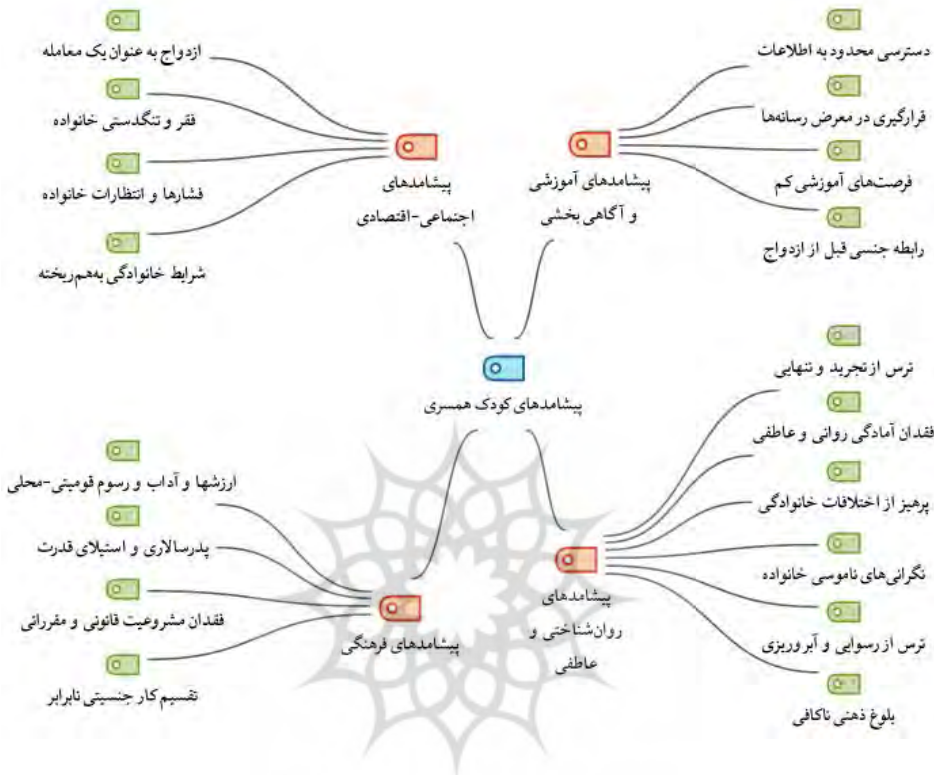 دسترسی محدود به اطلاعات
قرارگیری در معرض رسانه‌ها
فرصت‌های آموزشی کم
رابطه جنسی قبل از ازدواج
پیشامدهای آموزشی
و آگاهی بخشی
ازدواج به عنوان یک معامله
فقر و تنگدستی خانواده
فشارها و انتظارات خانواده
شرایط خانوادگی به‌هم‌ریخته
پیشامدهای
اجتماعی-اقتصادی
پیشامدهای کودک همسری
ترس از تجرید و تنهایی
فقدان آمادگی روانی و عاطفی
پرهیز از اختلافات خانوادگی
نگرانی‌های ناموسی خانواده
ترس از رسوایی و آبروریزی
بلوغ ذهنی ناکافی
پیشامدهای
روان‌شناختی و
عاطفی
ارزشها و آداب و رسوم قومیتی-محلی
پدرسالاری و استیلای قدرت
فقدان مشروعیت قانونی و مقرراتی
تقسیم کار جنسیتی نابرابر
پیشامدهای فرهنگی